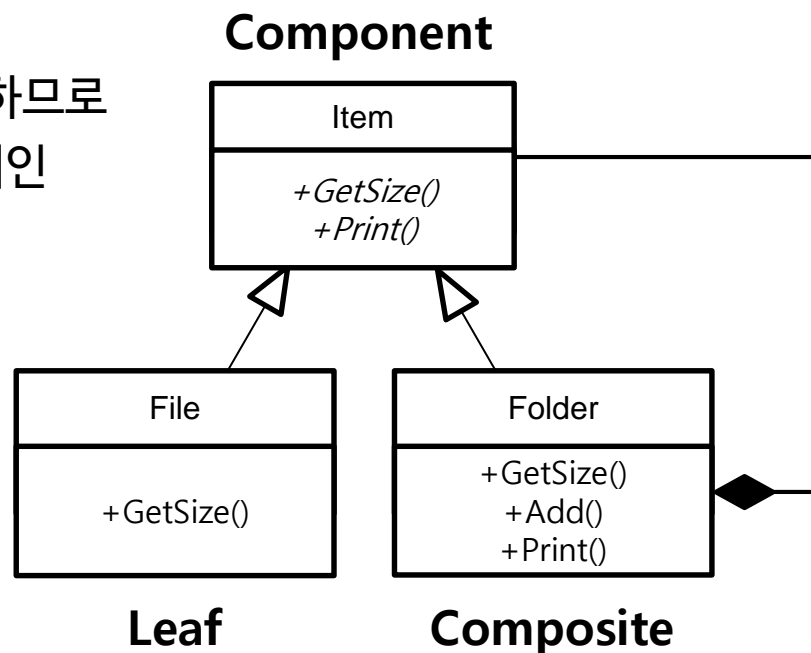 Component
하므로
인
Item
+GetSize()
+Print()
File
Folder
+GetSize()
+GetSize()
+Add()
+Print()
Leaf
Composite